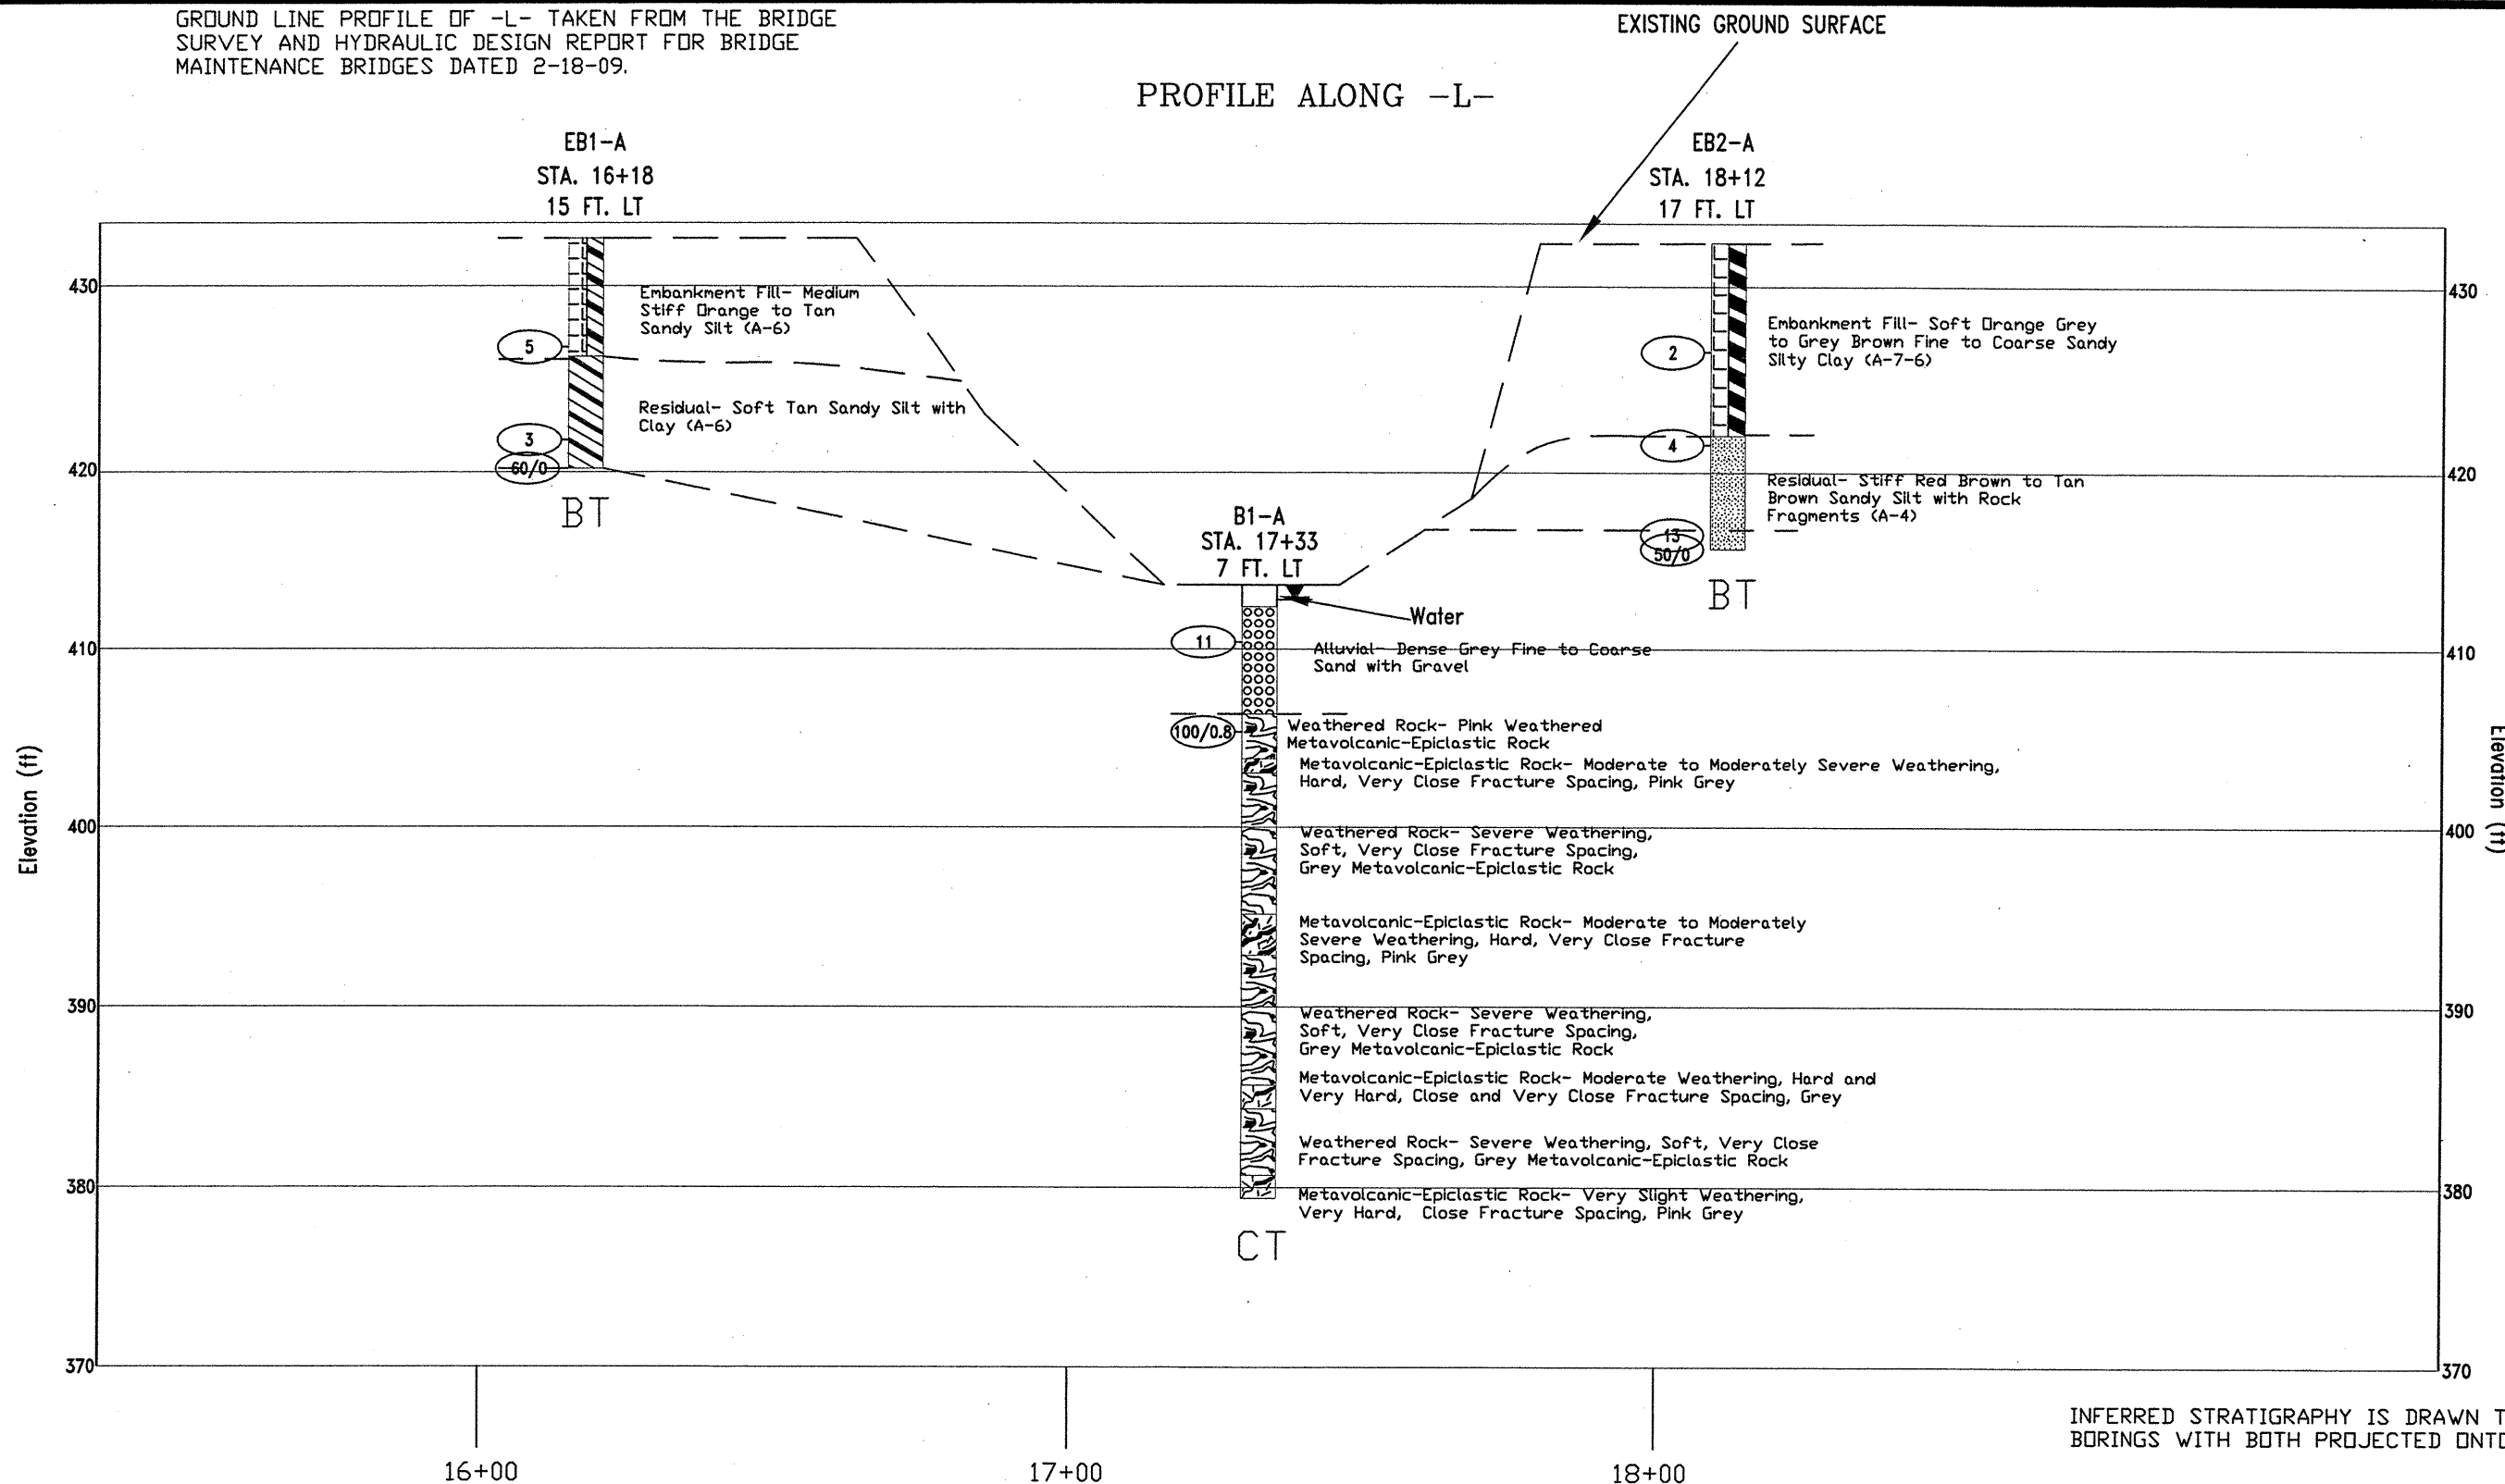 GROUND LINE PROFILE OF -L- TAKEN FROM THE BRIDGE
SURVEY AND HYDRAULIC DESIGN REPORT FOR BRIDGE
MAINTENANCE BRIDGES DATED 2-18-09.
EXISTING GROUND SURFACE
PROFILE ALONG -L-
EB1-A
STA. 16+18
15 FT. LT
EB2-A
STA. 18+12
17 FT. LT
430
Embankment Fill- Medium
Stiff Orange to Tan
Sandy Silt (A-6)
5
Residual- Soft Tan Sandy Silt with
Clay (A-6)
3
60/0
420
BT
430
Embankment Fill- Soft Orange Grey
to Grey Brown Fine to Coarse Sandy
Silty Clay (A-7-6)
2
4
420
Residual- Stiff Red Brown to Tan
Brown Sandy Silt with Rock
Fragments (A-4)
13
50/0
BT
B1-A
STA. 17+33
7 FT. LT
Water
410
11
Alluvial- Dense Grey Fine to Coarse
Sand with Gravel
410
100/0.8
Weathered Rock- Pink Weathered
Metavolcanic-Epiclastic Rock
Metavolcanic-Epiclastic Rock- Moderate to Moderately Severe Weathering,
Hard, Very Close Fracture Spacing, Pink Grey
Elevation (ft)
Elevation (ft)
400
400
Weathered Rock- Severe Weathering,
Soft, Very Close Fracture Spacing,
Grey Metavolcanic-Epiclastic Rock
Metavolcanic-Epiclastic Rock- Moderate to Moderately
Severe Weathering, Hard, Very Close Fracture
Spacing, Pink Grey
390
390
Weathered Rock- Severe Weathering,
Soft, Very Close Fracture Spacing,
Grey Metavolcanic-Epiclastic Rock
Metavolcanic-Epiclastic Rock- Moderate Weathering, Hard and
Very Hard, Close and Very Close Fracture Spacing, Grey
Weathered Rock- Severe Weathering, Soft, Very Close
Fracture Spacing, Grey Metavolcanic-Epiclastic Rock
380
380
Metavolcanic-Epiclastic Rock- Very Slight Weathering,
Very Hard, Close Fracture Spacing, Pink Grey
CT
370
370
INFERRED STRATIGRAPHY IS DRAWN
BORINGS WITH BOTH PROJECTED
16+00
17+00
18+00